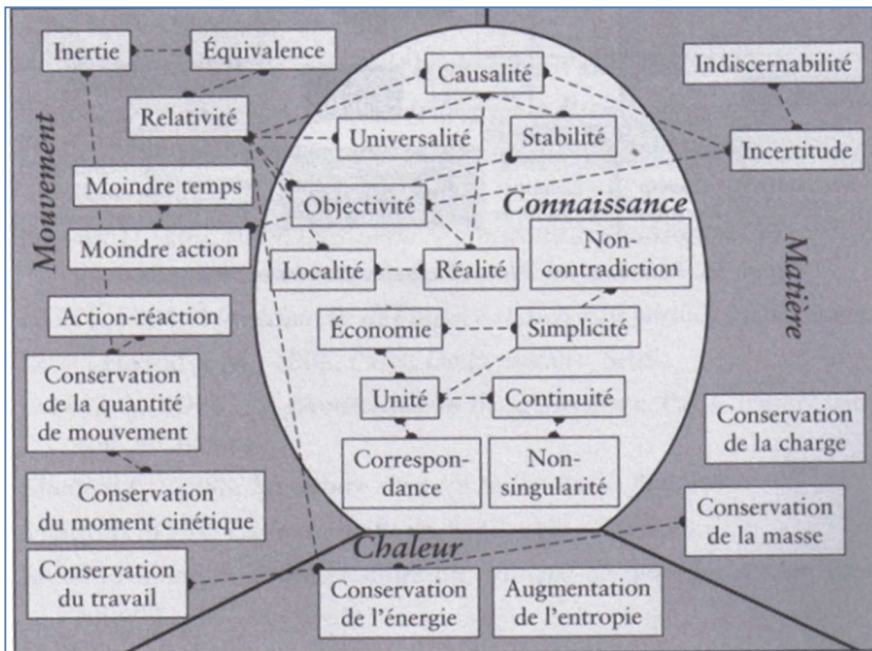 Inertie
Équivalence
Relativité
Mouvement
Moindre temps
Moindre action
Action-réaction
Conservation
de la quantité
de mouvement
Conservation
du moment cinétique
Conservation
du travail
Causalité
Universalité
Stabilité
Objectivité
Connaissance
Localité
Réalité
Non-
contradiction
Économie
Simplicité
Unité
Continuité
Correspon-
dance
Non-
singularité
Indiscernabilité
Incertitude
Matière
Conservation
de la charge
Conservation
de la masse
Chaleur
Conservation
de l'énergie
Augmentation
de l'entropie